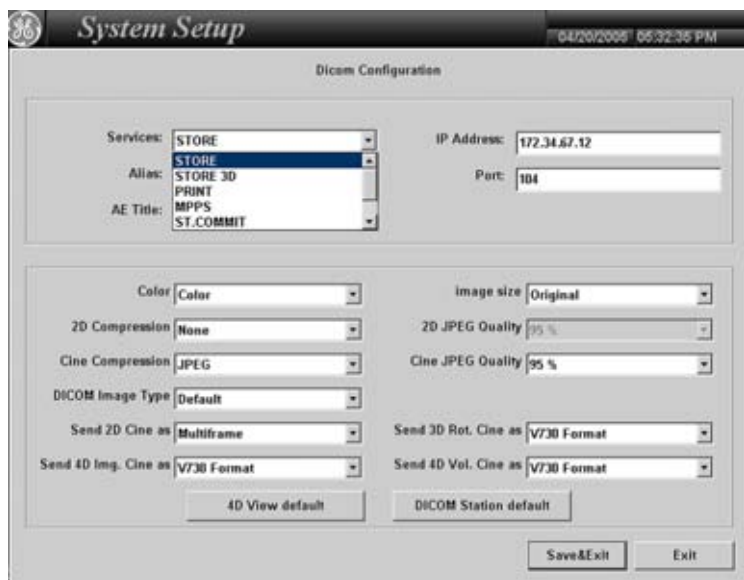 System Setup
04/20/2005 05:32:35 PM
Dicom Configuration
Services: STORE
STORE
STORE 3D
PRINT
MPPS
ST.COMMIT
Alias:
AE Title:
IP Address: 172.34.67.12
Port: 104
Color Color
image size Original
2D Compression None
2D JPEG Quality 95 %
Cine Compression JPEG
Cine JPEG Quality 95 %
DICOM Image Type Default
Send 2D Cine as Multiframe
Send 3D Rot. Cine as V730 Format
Send 4D Img. Cine as V730 Format
Send 4D Vol. Cine as V730 Format
4D View default
DICOM Station default
Save&Exit
Exit